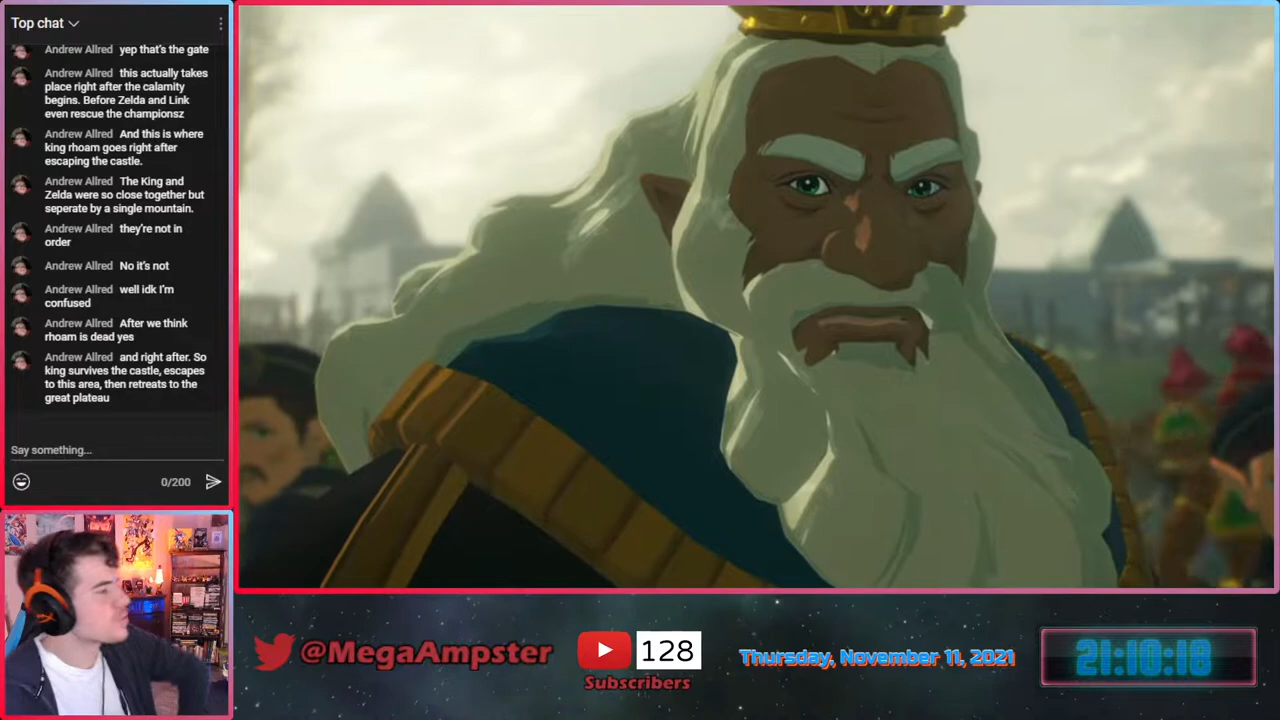 Top chat
Andrew Allred yep that's the gate
Andrew Allred this actually takes
place right after the calamity
begins. Before Zelda and Link
even rescue the championsz
Andrew Allred And this is where
king rhoam goes right after
escaping the castle.
Andrew Allred The King and
Zelda were so close together but
seperate by a single mountain.
Andrew Allred they're not in
order
Andrew Allred No it's not
Andrew Allred well idk I'm
confused
Andrew Allred After we think
rhoam is dead yes
Andrew Allred and right after. So
king survives the castle, escapes
to this area, then retreats to the
great plateau
Say something...
0/200
@MegaAmpster
128
Subscribers
Thursday, November 11, 2021
21:10:18